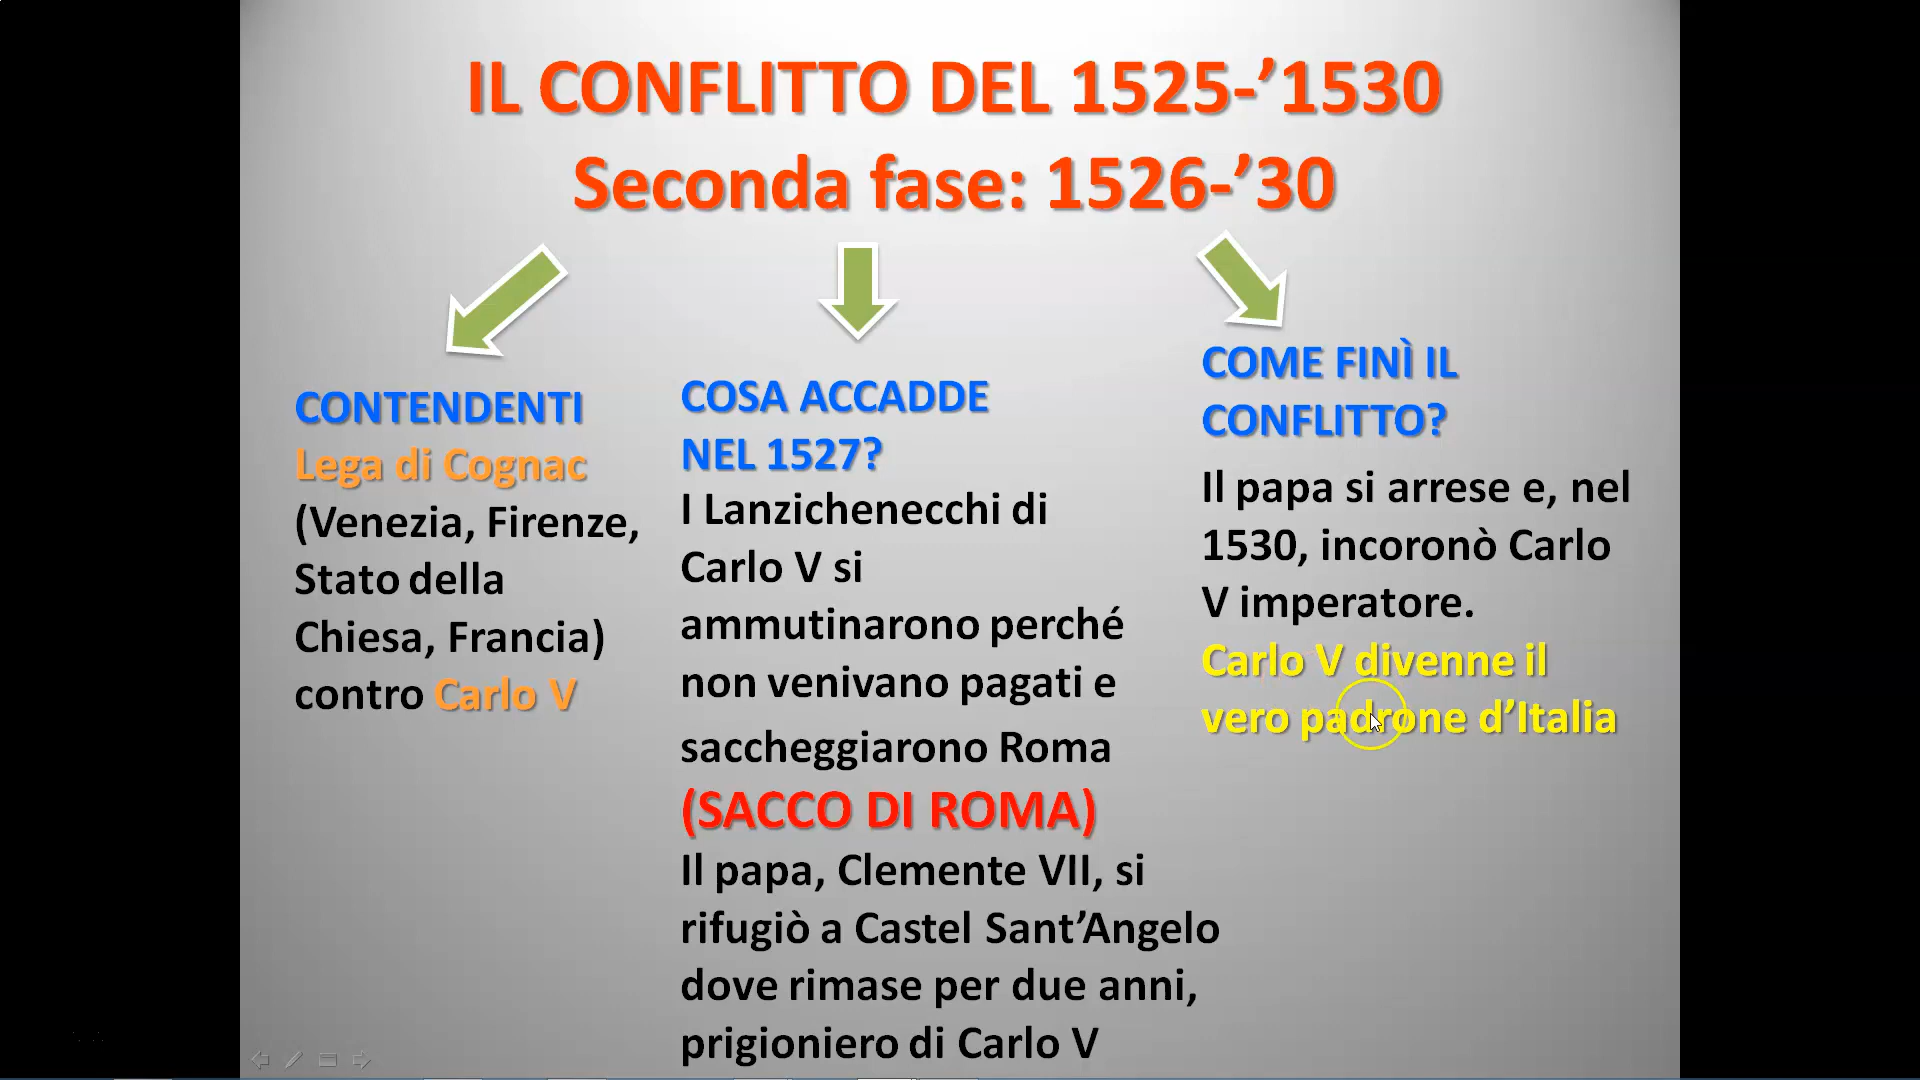 IL CONFLITTO DEL 1525-’1530
Seconda fase: 1526-’30
CONTENDENTI
Lega di Cognac
(Venezia, Firenze,
Stato della
Chiesa, Francia)
contro Carlo V
COSA ACCADDE
NEL 1527?
I Lanzichenecchi di
Carlo V si
ammutinarono perché
non venivano pagati e
saccheggiarono Roma
(SACCO DI ROMA)
Il papa, Clemente VII, si
rifugiò a Castel Sant’Angelo
dove rimase per due anni,
prigioniero di Carlo V
COME FINÌ IL
CONFLITTO?
Il papa si arrese e, nel
1530, incoronò Carlo
V imperatore.
Carlo V divenne il
vero padrone d’Italia